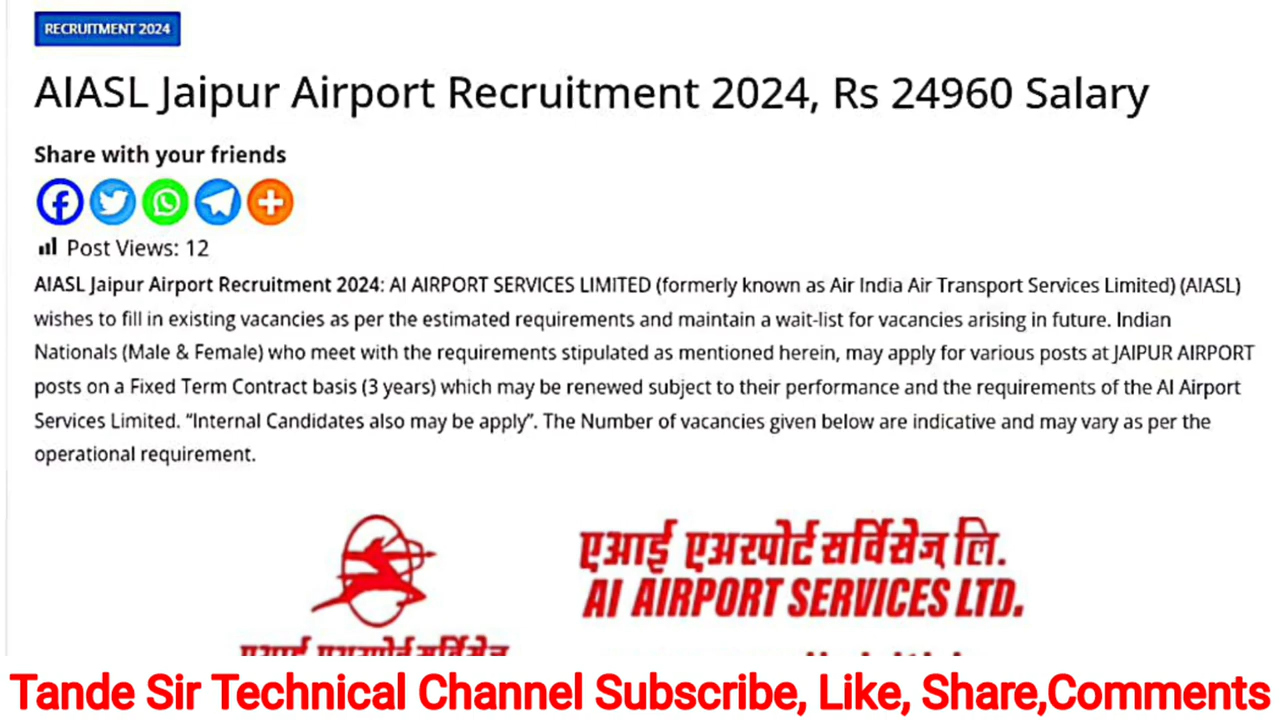 RECRUITMENT 2024
AIASL Jaipur Airport Recruitment 2024, Rs 24960 Salary
Share with your friends
Post Views: 12
AIASL Jaipur Airport Recruitment 2024: AI AIRPORT SERVICES LIMITED (formerly known as Air India Air Transport Services Limited) (AIASL)
wishes to fill in existing vacancies as per the estimated requirements and maintain a wait-list for vacancies arising in future. Indian
Nationals (Male & Female) who meet with the requirements stipulated as mentioned herein, may apply for various posts at JAIPUR AIRPORT
posts on a Fixed Term Contract basis (3 years) which may be renewed subject to their performance and the requirements of the AI Airport
Services Limited. “Internal Candidates also may be apply”. The Number of vacancies given below are indicative and may vary as per the
operational requirement.
एआई एअरपोर्ट सर्विसेज् लि.
AI AIRPORT SERVICES LTD.
Tande Sir Technical Channel Subscribe, Like, Share,Comments